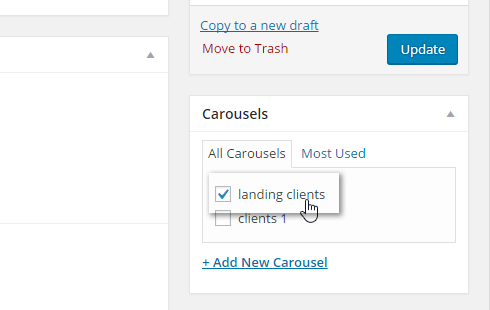 Copy to a new draft
Move to Trash
Update
Carousels
All Carousels
Most Used
landing clients
clients 1
+ Add New Carousel